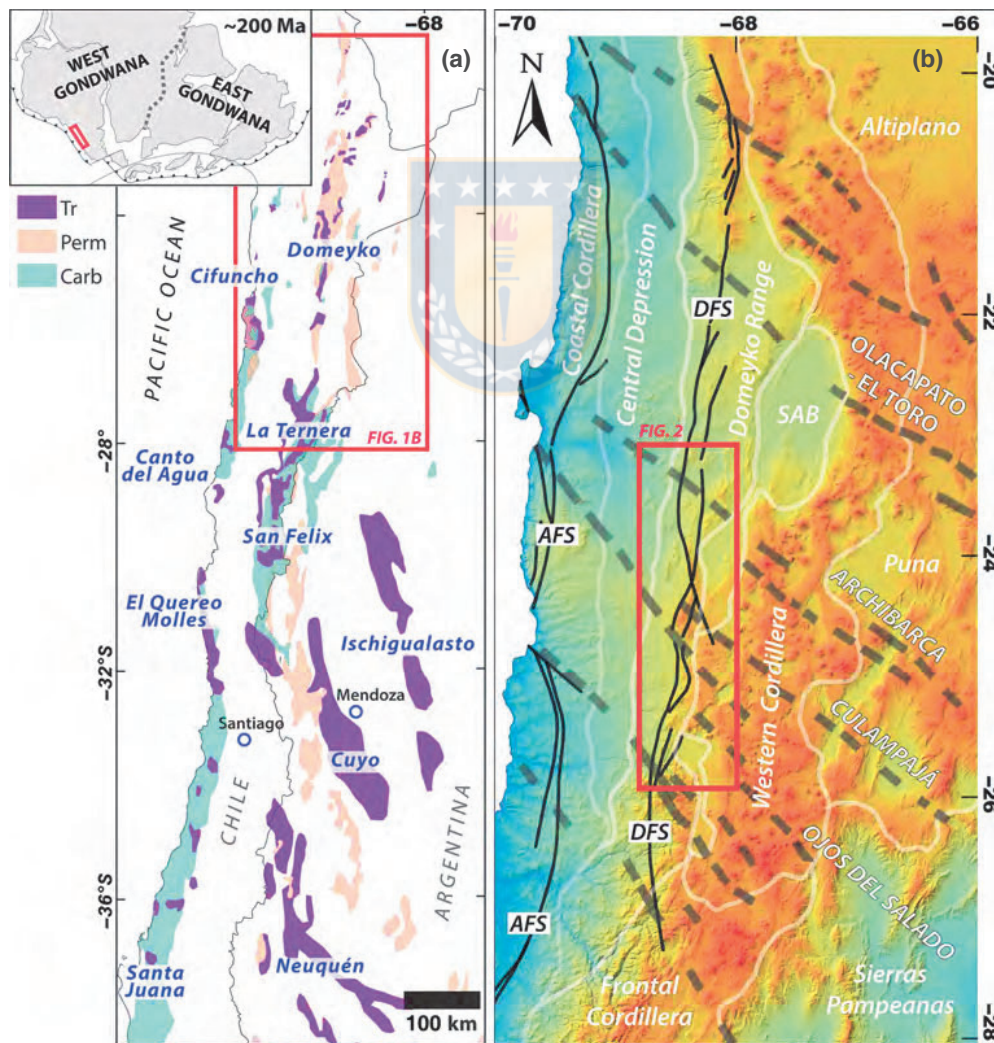 ~200 Ma
WEST
GONDWANA
EAST
GONDWANA
-68
(a)
Tr
Perm
Carb
PACIFIC OCEAN
Domeyko
Cifuncho
La Ternera
FIG. 1B
-28°
Canto
del Agua
San Felix
El Quereo
Molles
Ischigualasto
-32°S
Mendoza
Santiago
Cuyo
CHILE
ARGENTINA
-36°S
Neuquén
Santa
Juana
100 km
-70
-68
-66
(b)
N
-20
Altiplano
Coastal Cordillera
Central Depression
DFS
Domeyko Range
-22
OLACAPATO
- EL TORO
SAB
FIG. 2
AFS
-24
Puna
ARCHIBARCA
Western Cordillera
CULAMPAJÁ
-26
DFS
OJOS DEL SALADO
AFS
Frontal
Cordillera
Sierras
Pampeanas
-28